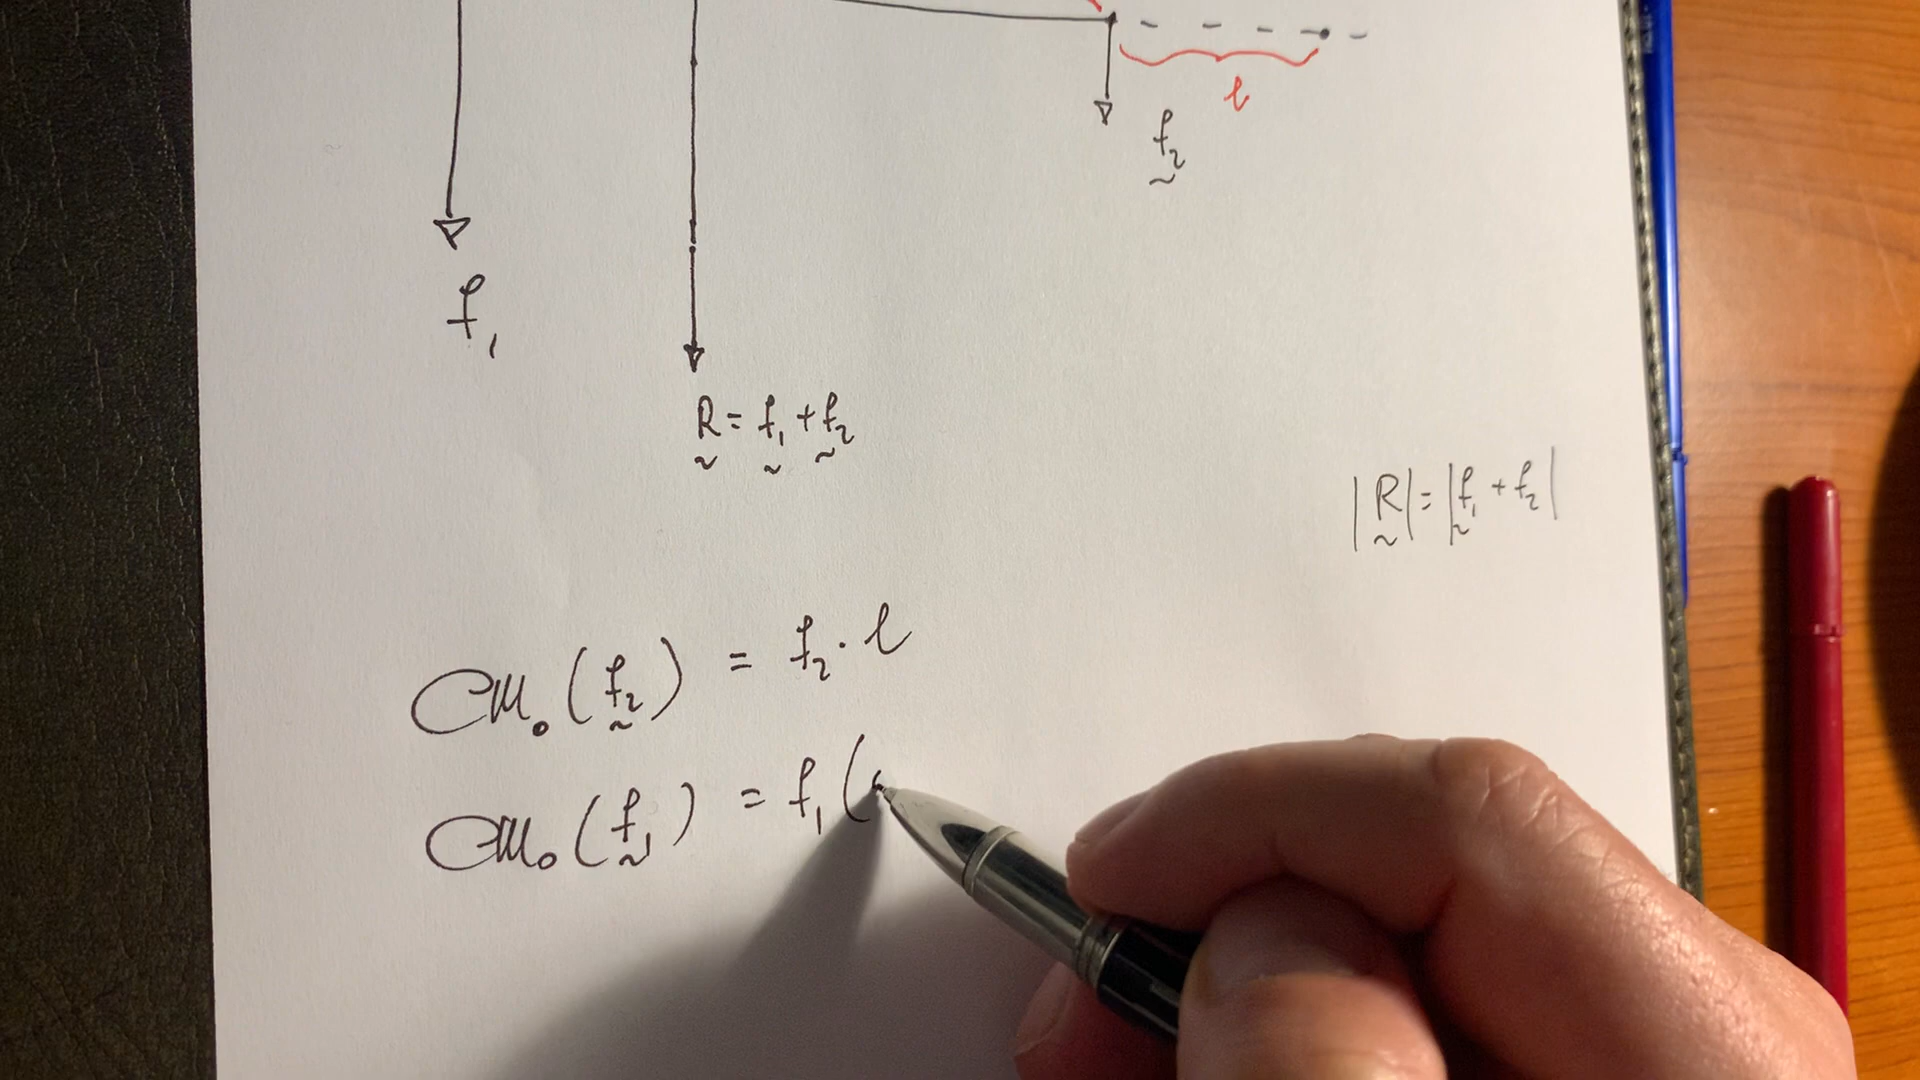 l
f₂
f₁
R = f₁ + f₂
|R| = |f₁ + f₂|
M₀(f₂) = f₂ · l
M₀(f₁) = f₁(